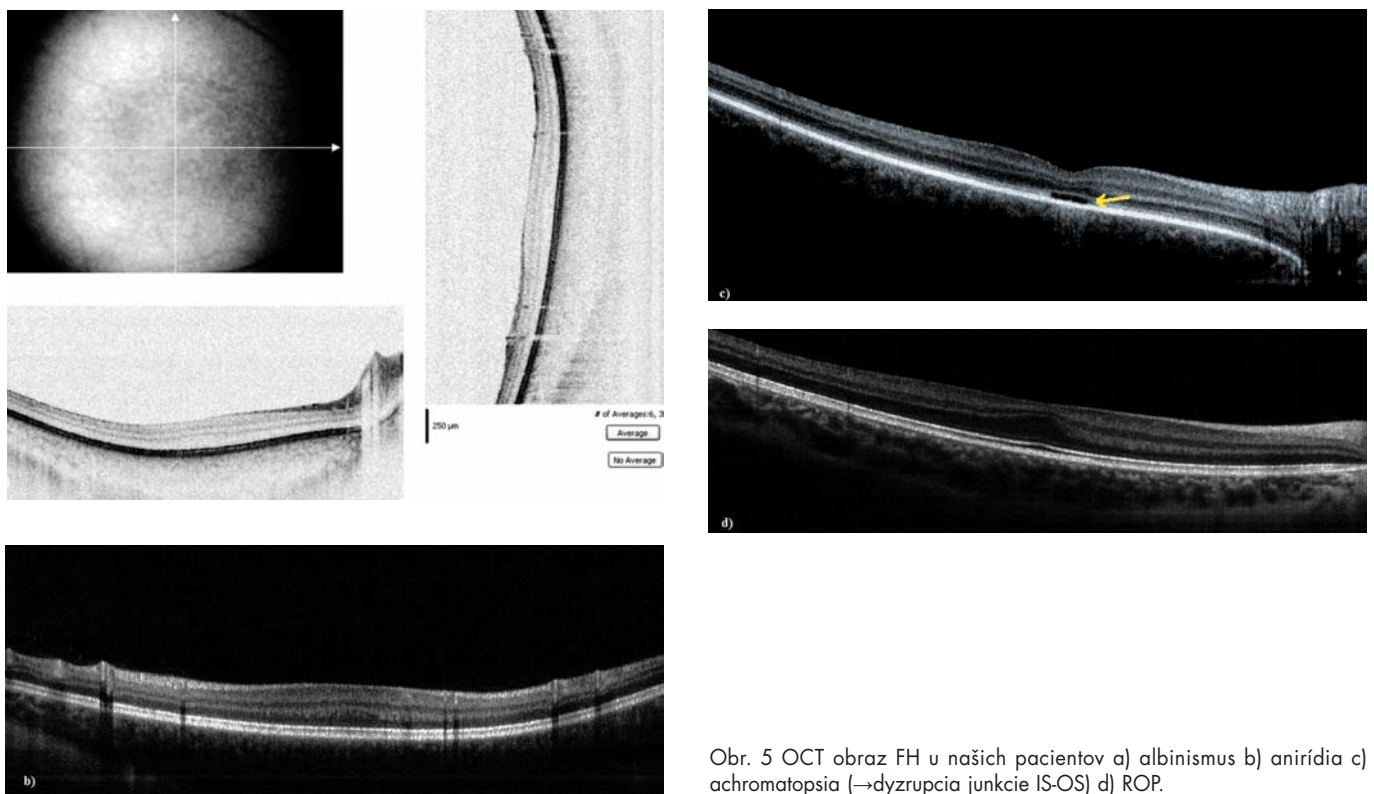 250 µm
# of Averages:6, 3
Average
No Average
b)
c)
d)
Obr. 5 OCT obraz FH u našich pacientov a) albinismus b) anirídia c)
achromatopsia (→dyzrupcia junkcie IS-OS) d) ROP.